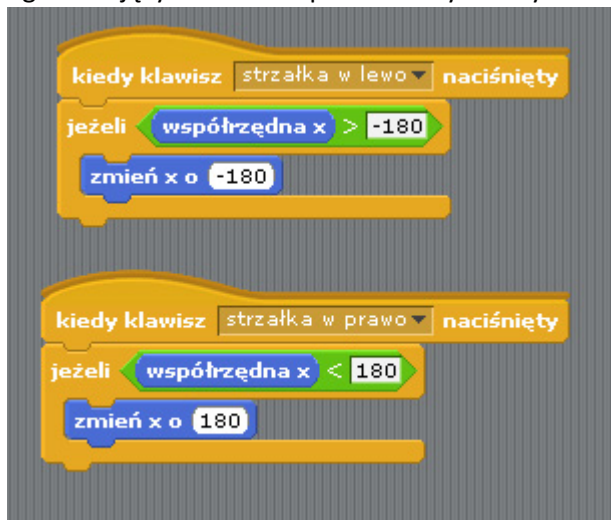 kiedy klawisz strzałka w lewo naciśnięty
jeżeli współrzędna x > -180
zmień x o -180
kiedy klawisz strzałka w prawo naciśnięty
jeżeli współrzędna x < 180
zmień x o 180